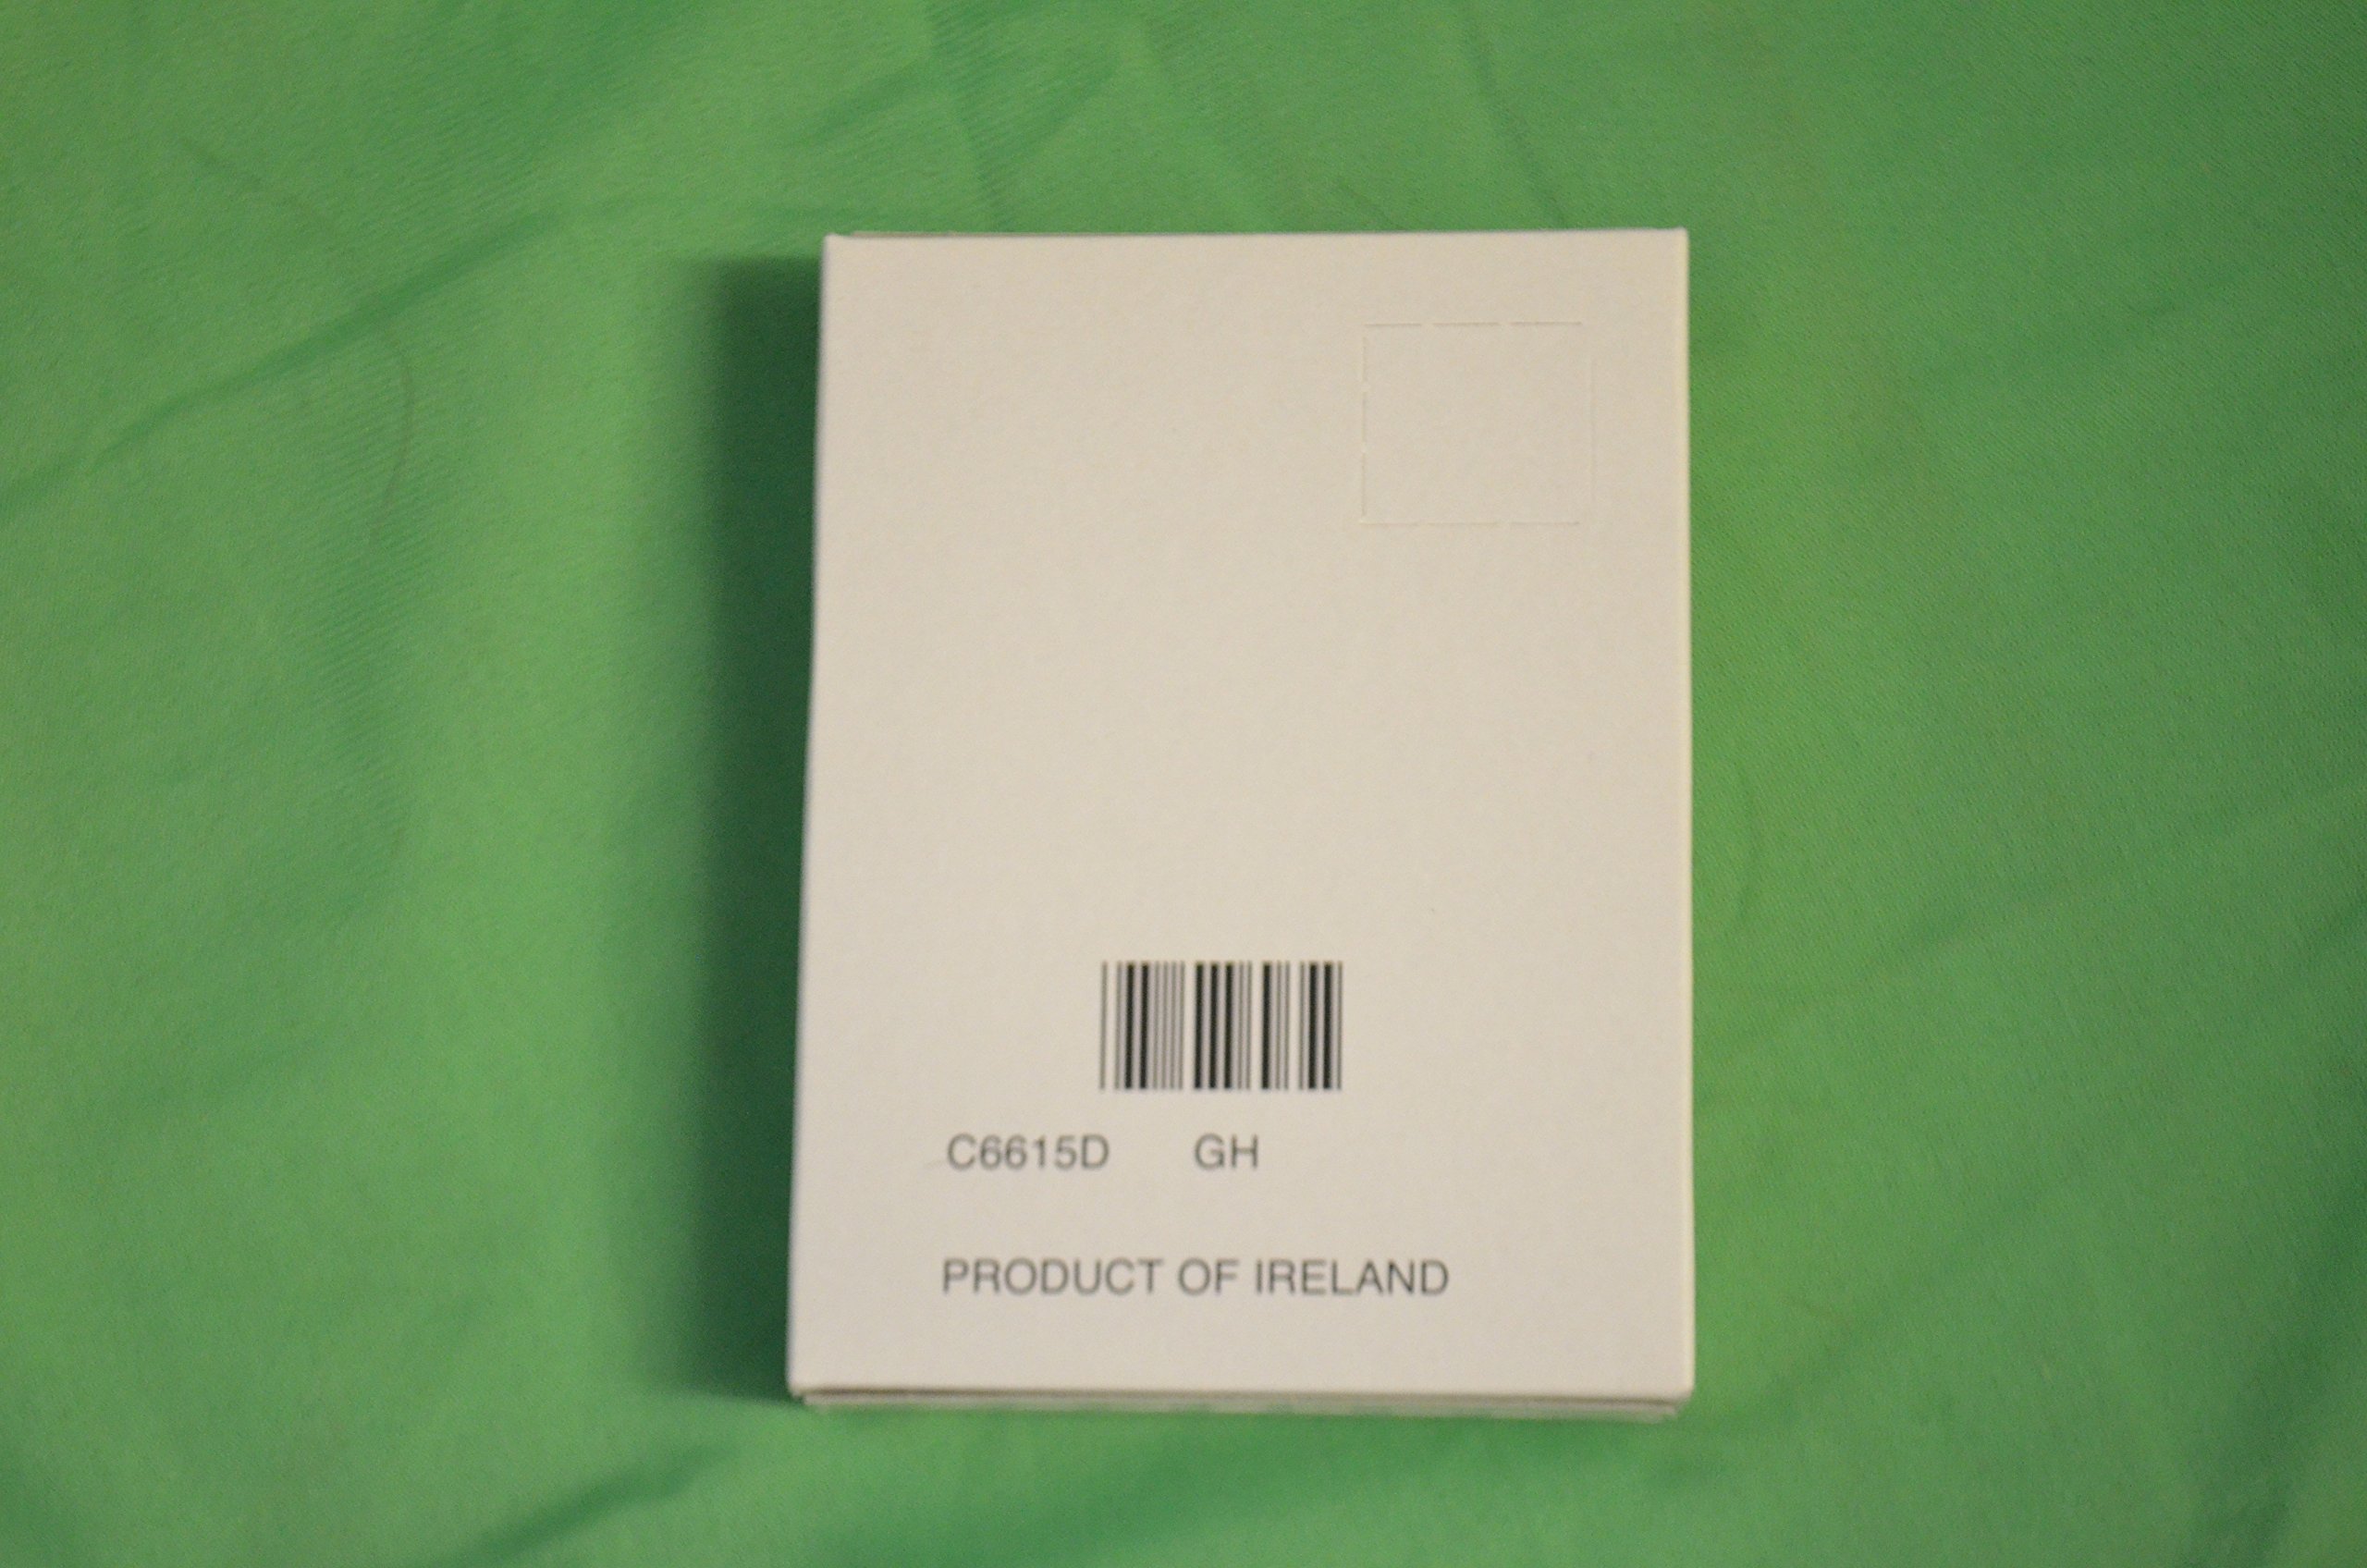 C6615D GH
PRODUCT OF IRELAND